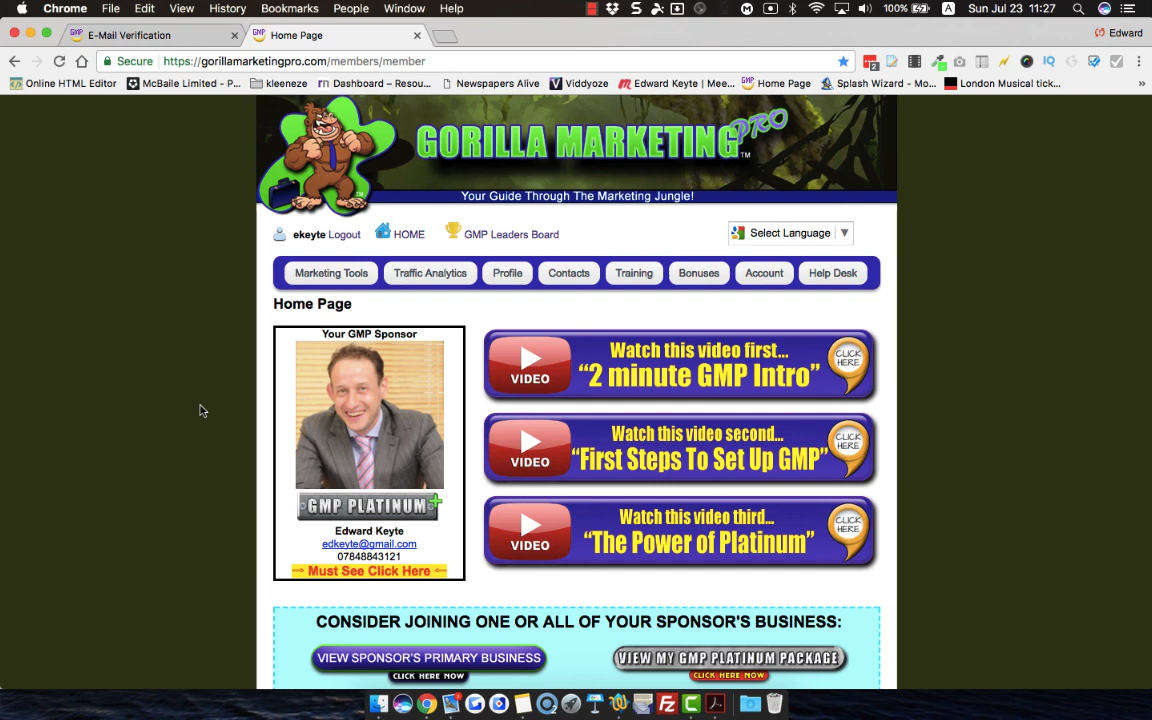 Chrome File Edit View History Bookmarks People Window Help 100% Sun Jul 23 11:27
E-Mail Verification Home Page Edward
Secure https://gorillamarketingpro.com/members/member
Online HTML Editor McBaile Limited - P... kleeneze Dashboard – Resou... Newspapers Alive Viddyoze Edward Keyte | Mee... Home Page Splash Wizard - Mo... London Musical tick... »
GORILLA MARKETING PRO TM
Your Guide Through The Marketing Jungle!
ekeyte Logout HOME GMP Leaders Board Select Language
Marketing Tools Traffic Analytics Profile Contacts Training Bonuses Account Help Desk
Home Page
Your GMP Sponsor
GMP PLATINUM+
Edward Keyte
edkeyte@gmail.com
07848843121
Must See Click Here
Watch this video first...
VIDEO “2 minute GMP Intro” CLICK HERE
Watch this video second...
VIDEO “First Steps To Set Up GMP” CLICK HERE
Watch this video third...
VIDEO “The Power of Platinum” CLICK HERE
CONSIDER JOINING ONE OR ALL OF YOUR SPONSOR'S BUSINESS:
VIEW SPONSOR'S PRIMARY BUSINESS VIEW MY GMP PLATINUM PACKAGE
CLICK HERE NOW CLICK HERE NOW